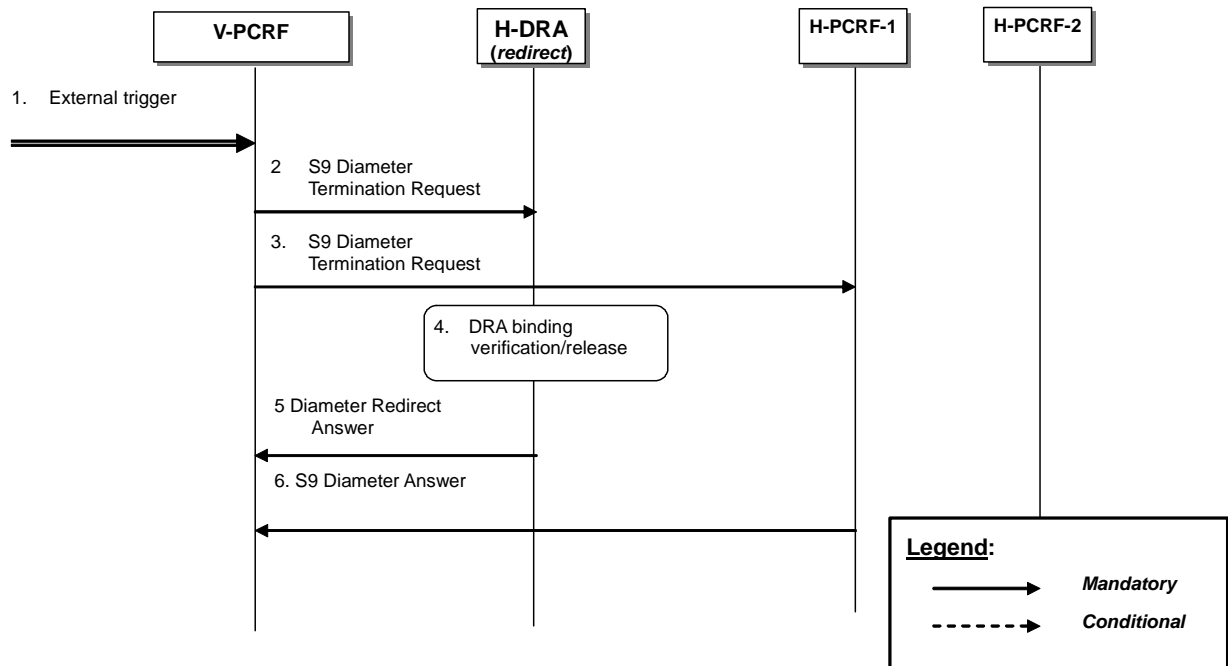 V-PCRF
H-DRA
(redirect)
H-PCRF-1
H-PCRF-2
1. External trigger
2 S9 Diameter
Termination Request
3. S9 Diameter
Termination Request
4. DRA binding
verification/release
5 Diameter Redirect
Answer
6. S9 Diameter Answer
Legend:
Mandatory
Conditional